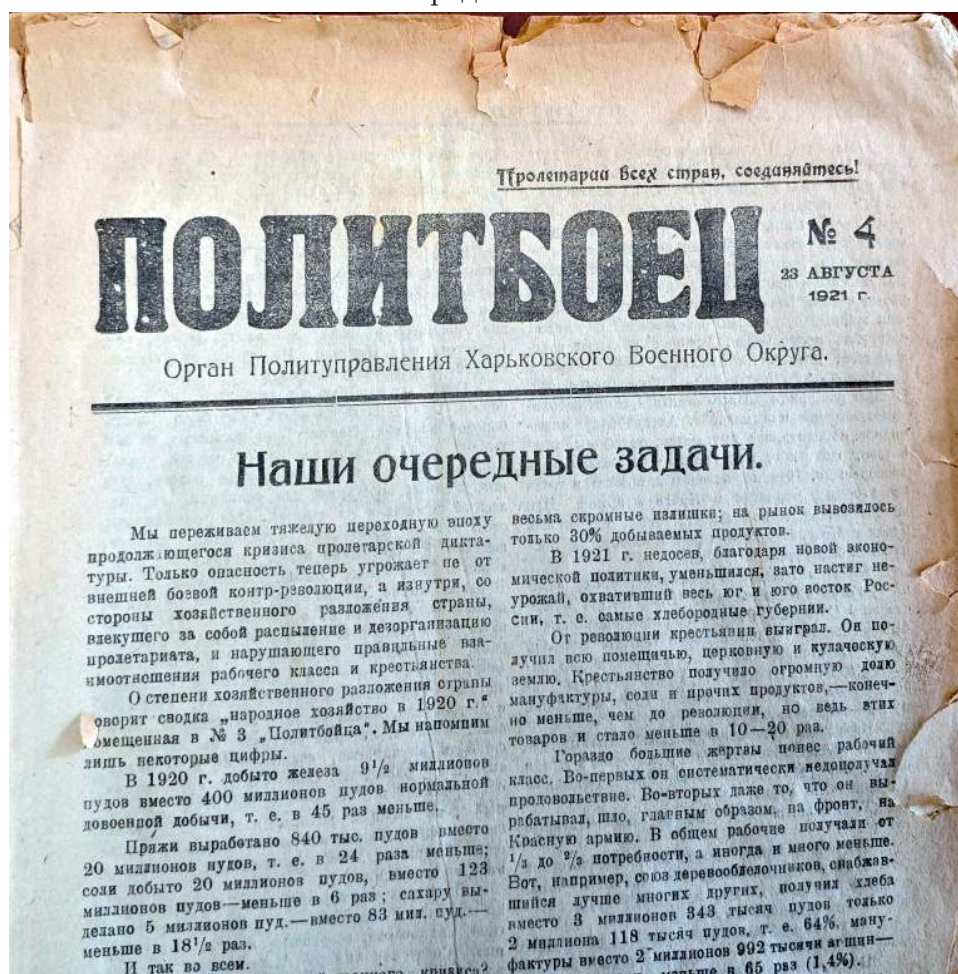 Пролетарии всех стран, соединяйтесь!
ПОЛИТБОЕЦ
№ 4
23 АВГУСТА
1921 г.
Орган Политуправления Харьковского Военного Округа.
Наши очередные задачи.
Мы переживаем тяжелую переходную эпоху
продолжающегося кризиса пролетарской дикта-
туры. Только опасность теперь угрожает не от
внешней боевой контр-революции, а изнутри, со
стороны хозяйственного разложения страны,
влекущего за собой распыление и дезорганизацию
пролетариата, и нарушающего правильные вза-
имоотношения рабочего класса и крестьянства.
О степени хозяйственного разложения страны
говорит сводка „народное хозяйство в 1920 г."
помещенная в № 3 „Политбойца". Мы напомним
лишь некоторые цифры.
В 1920 г. добыто железа 9½ миллионов
пудов вместо 400 миллионов пудов нормальной
довоенной добычи, т. е. в 45 раз меньше.
Пряжи выработано 840 тыс. пудов вместо
20 миллионов пудов, т. е. в 24 раза меньше;
соли добыто 20 миллионов пудов, вместо 123
миллионов пудов—меньше в 6 раз; сахару вы-
делано 5 миллионов пуд.—вместо 83 мил. пуд.—
меньше в 18½ раз.
И так во всем.
кризиса?
весьма скромные излишки; на рынок вывозилось
только 30% добываемых продуктов.
В 1921 г. недосев, благодаря новой эконо-
мической политики, уменьшился, зато настиг не-
урожай, охвативший весь юг и юго восток Рос-
сии, т. е. самые хлебородные губернии.
От революции крестьянин выиграл. Он по-
лучил всю помещичью, церковную и кулаческую
землю. Крестьянство получило огромную долю
мануфактуры, соли и прочих продуктов,—конеч-
но меньше, чем до революции, но ведь этих
товаров и стало меньше в 10—20 раз.
Гораздо большие жертвы понес рабочий
класс. Во-первых он систематически недополучал
продовольствие. Во-вторых даже то, что он вы-
рабатывал, шло, главным образом, на фронт, на
Красную армию. В общем рабочие получали от
⅓ до ⅔ потребности, а иногда и много меньше.
Вот, например, союз деревообделочников, снабжав-
шийся лучше многих других, получил хлеба
вместо 3 миллионов 343 тысяч пудов только
2 миллиона 118 тысяч пудов, т. е. 64%, ману-
фактуры вместо 2 миллионов 992 тысячи аршин—
меньше в 65 раз (1,4%).